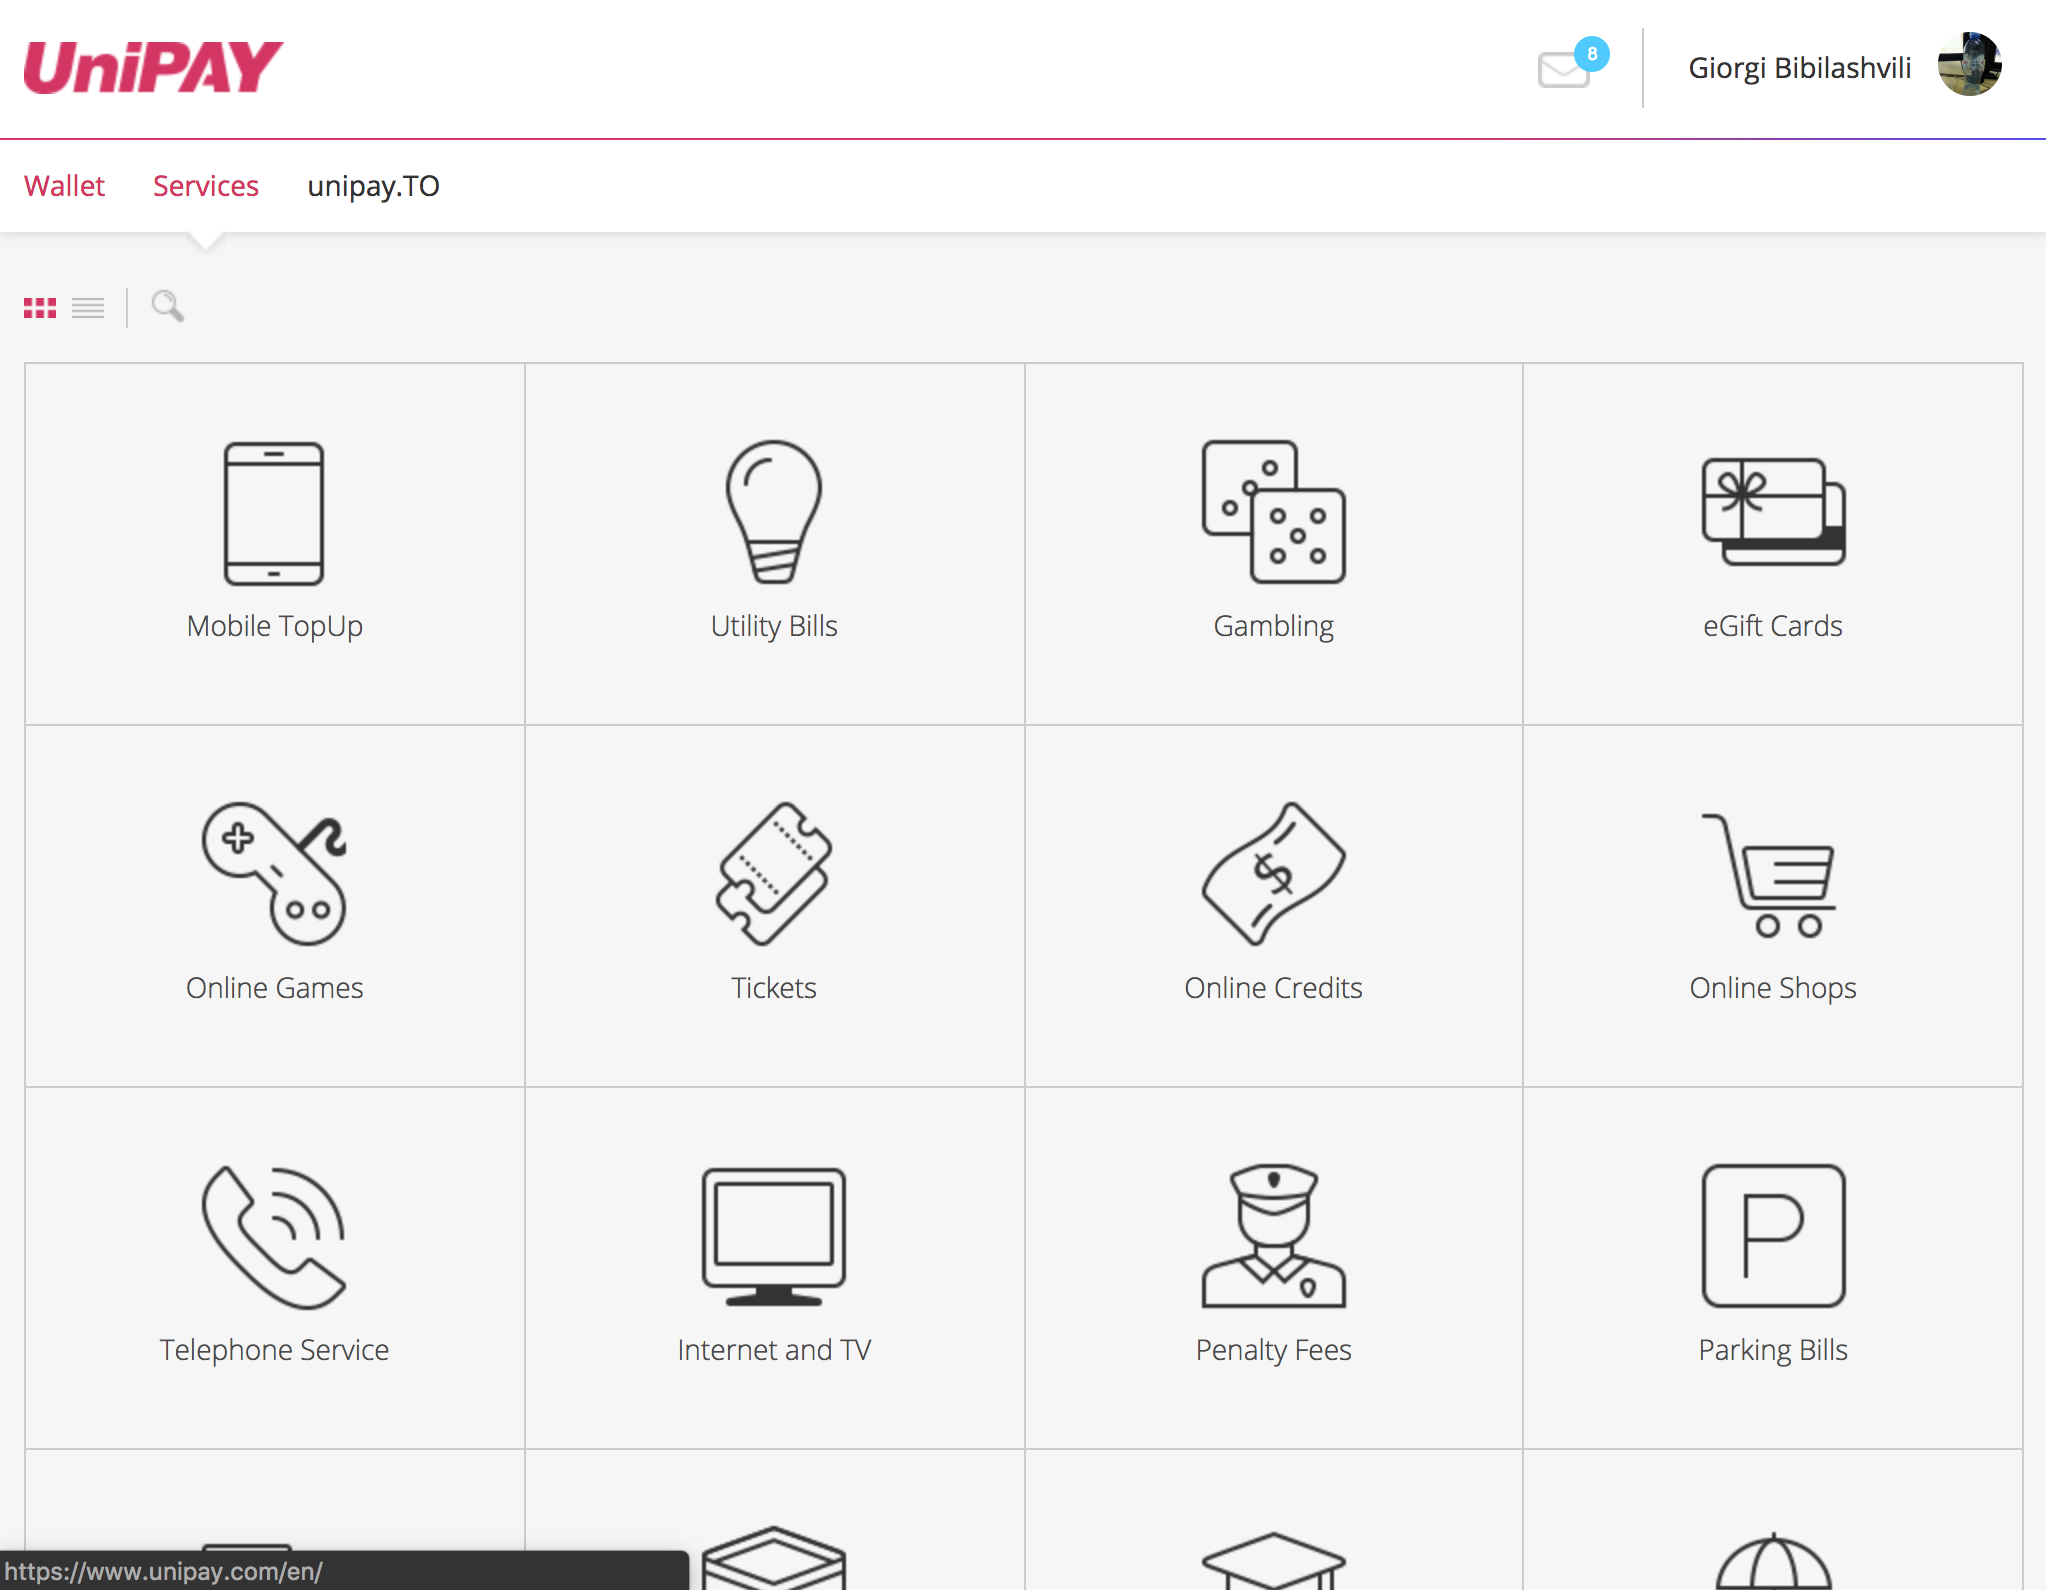 UniPAY
8
Giorgi Bibilashvili
Wallet Services unipay.TO
Mobile TopUp
Utility Bills
Gambling
eGift Cards
Online Games
Tickets
Online Credits
Online Shops
Telephone Service
Internet and TV
Penalty Fees
P
Parking Bills
https://www.unipay.com/en/